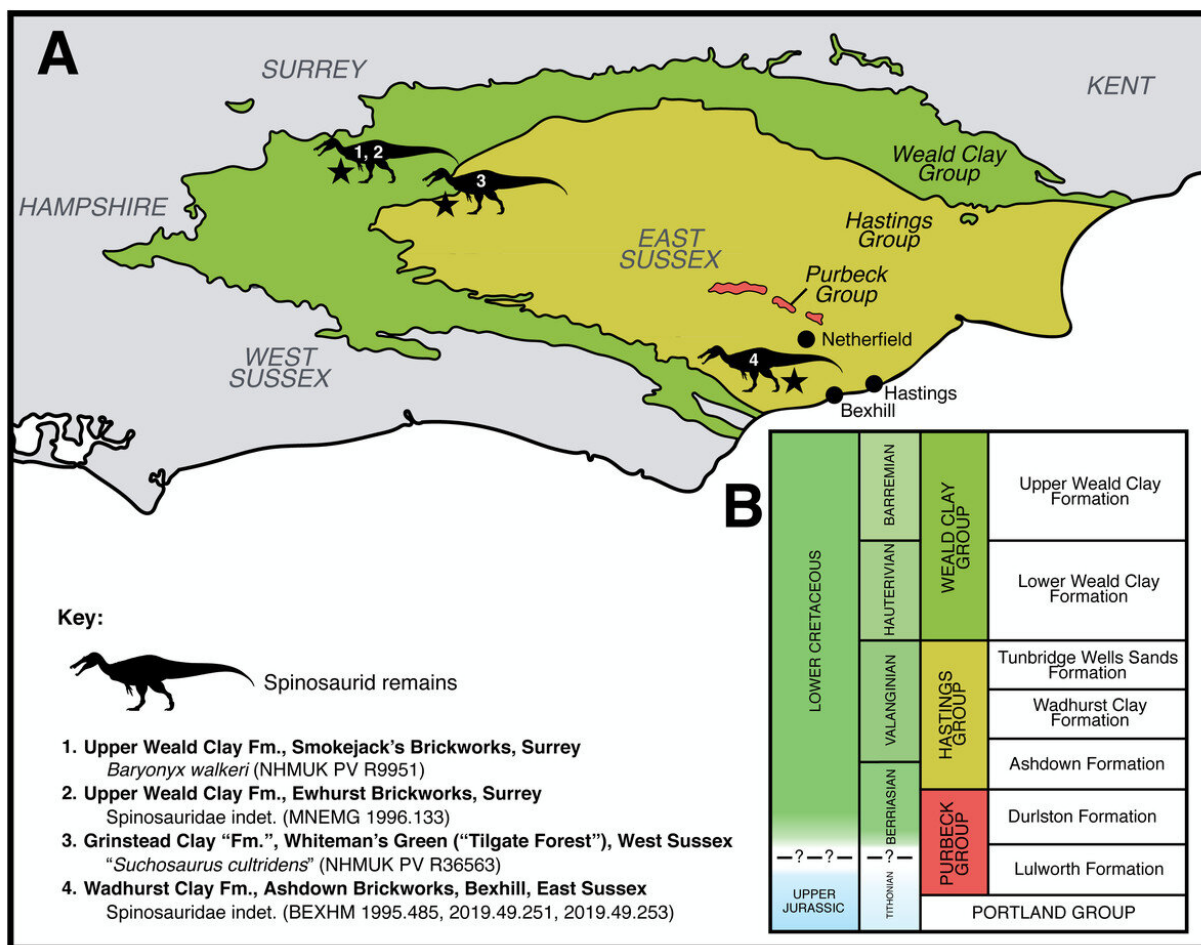 A
SURREY
KENT
1, 2
3
Weald Clay
Group
HAMPSHIRE
Hastings
Group
EAST
SUSSEX
Purbeck
Group
Netherfield
WEST
SUSSEX
4
Hastings
Bexhill
Key:
Spinosaurid remains
1. Upper Weald Clay Fm., Smokejack's Brickworks, Surrey
Baryonyx walkeri (NHMUK PV R9951)
2. Upper Weald Clay Fm., Ewhurst Brickworks, Surrey
Spinosauridae indet. (MNEMG 1996.133)
3. Grinstead Clay “Fm.”, Whiteman's Green (“Tilgate Forest”), West Sussex
“Suchosaurus cultridens” (NHMUK PV R36563)
4. Wadhurst Clay Fm., Ashdown Brickworks, Bexhill, East Sussex
Spinosauridae indet. (BEXHM 1995.485, 2019.49.251, 2019.49.253)
B
LOWER CRETACEOUS
–?–?–
UPPER
JURASSIC
BARREMIAN
HAUTERIVIAN
VALANGINIAN
BERRIASIAN
–?–
TITHONIAN
WEALD CLAY
GROUP
HASTINGS
GROUP
PURBECK
GROUP
Upper Weald Clay
Formation
Lower Weald Clay
Formation
Tunbridge Wells Sands
Formation
Wadhurst Clay
Formation
Ashdown Formation
Durlston Formation
Lulworth Formation
PORTLAND GROUP